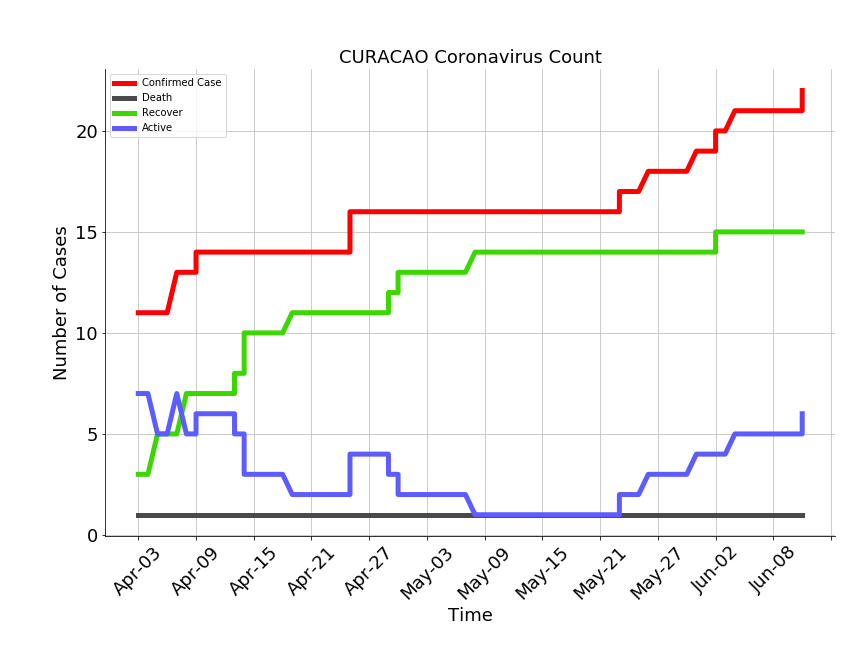 CURACAO Coronavirus Count
Confirmed Case
Death
Recover
Active
Number of Cases
20
15
10
5
0
Apr-03
Apr-09
Apr-15
Apr-21
Apr-27
May-03
May-09
May-15
May-21
May-27
Jun-02
Jun-08
Time